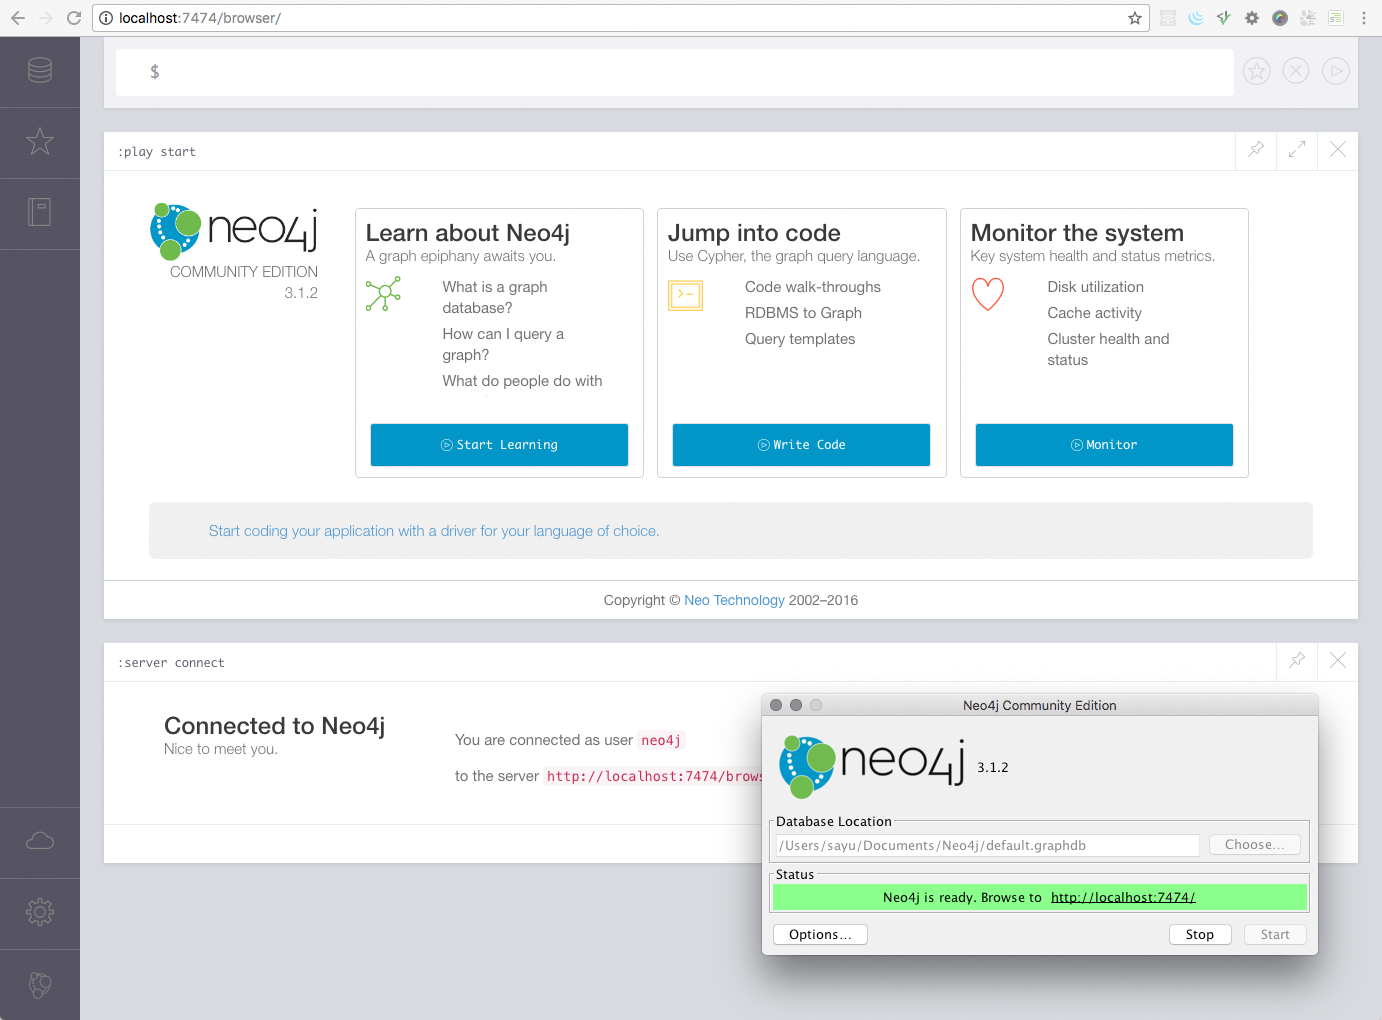 localhost:7474/browser/
$
:play start
neo4j
COMMUNITY EDITION
3.1.2
Learn about Neo4j
A graph epiphany awaits you.
What is a graph
database?
How can I query a
graph?
What do people do with
Start Learning
Jump into code
Use Cypher, the graph query language.
Code walk-throughs
RDBMS to Graph
Query templates
Write Code
Monitor the system
Key system health and status metrics.
Disk utilization
Cache activity
Cluster health and
status
Monitor
Start coding your application with a driver for your language of choice.
Copyright © Neo Technology 2002–2016
:server connect
Connected to Neo4j
Nice to meet you.
You are connected as user neo4j
to the server http://localhost:7474/brows
Neo4j Community Edition
neo4j 3.1.2
Database Location
/Users/sayu/Documents/Neo4j/default.graphdb
Choose...
Status
Neo4j is ready. Browse to http://localhost:7474/
Options...
Stop
Start